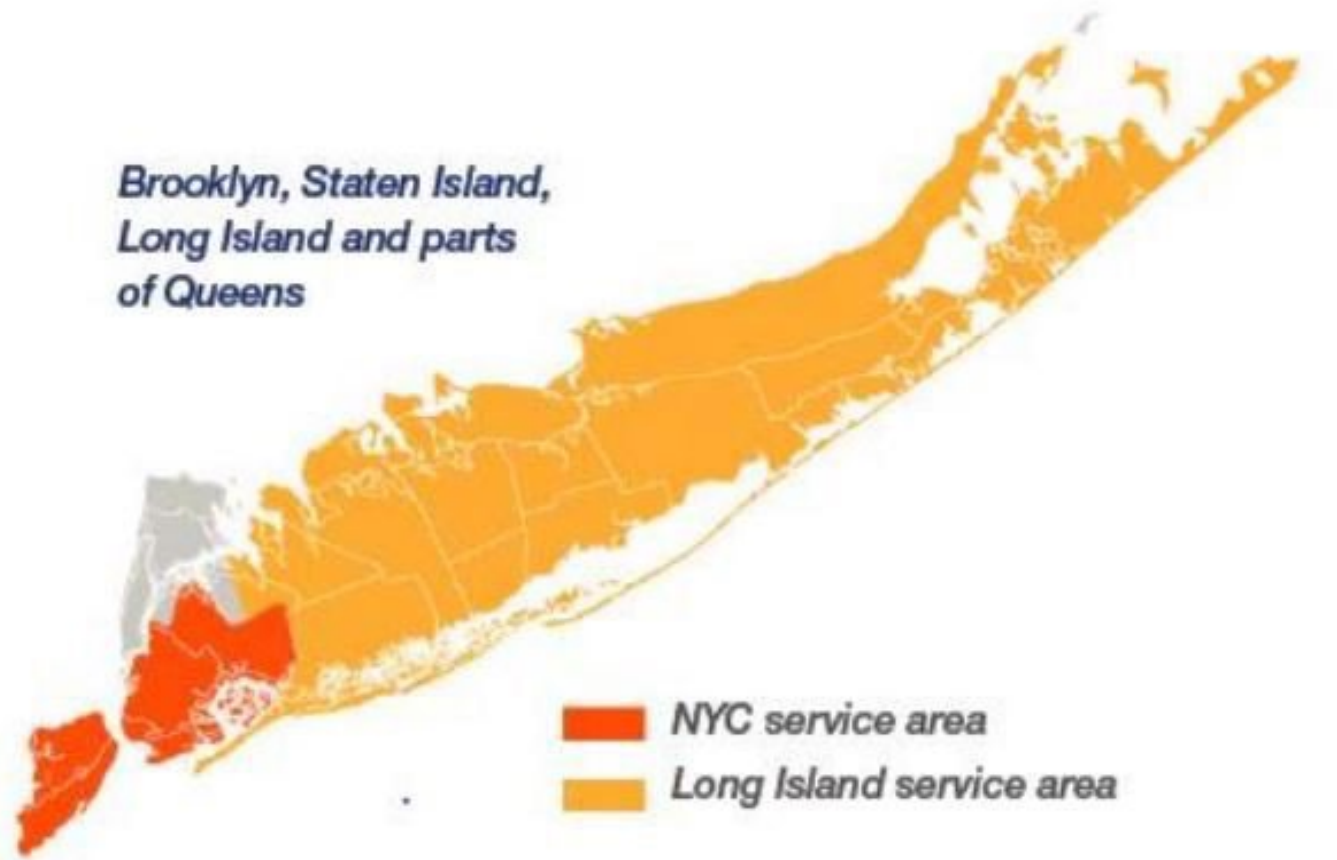 Brooklyn, Staten Island,
Long Island and parts
of Queens
NYC service area
Long Island service area